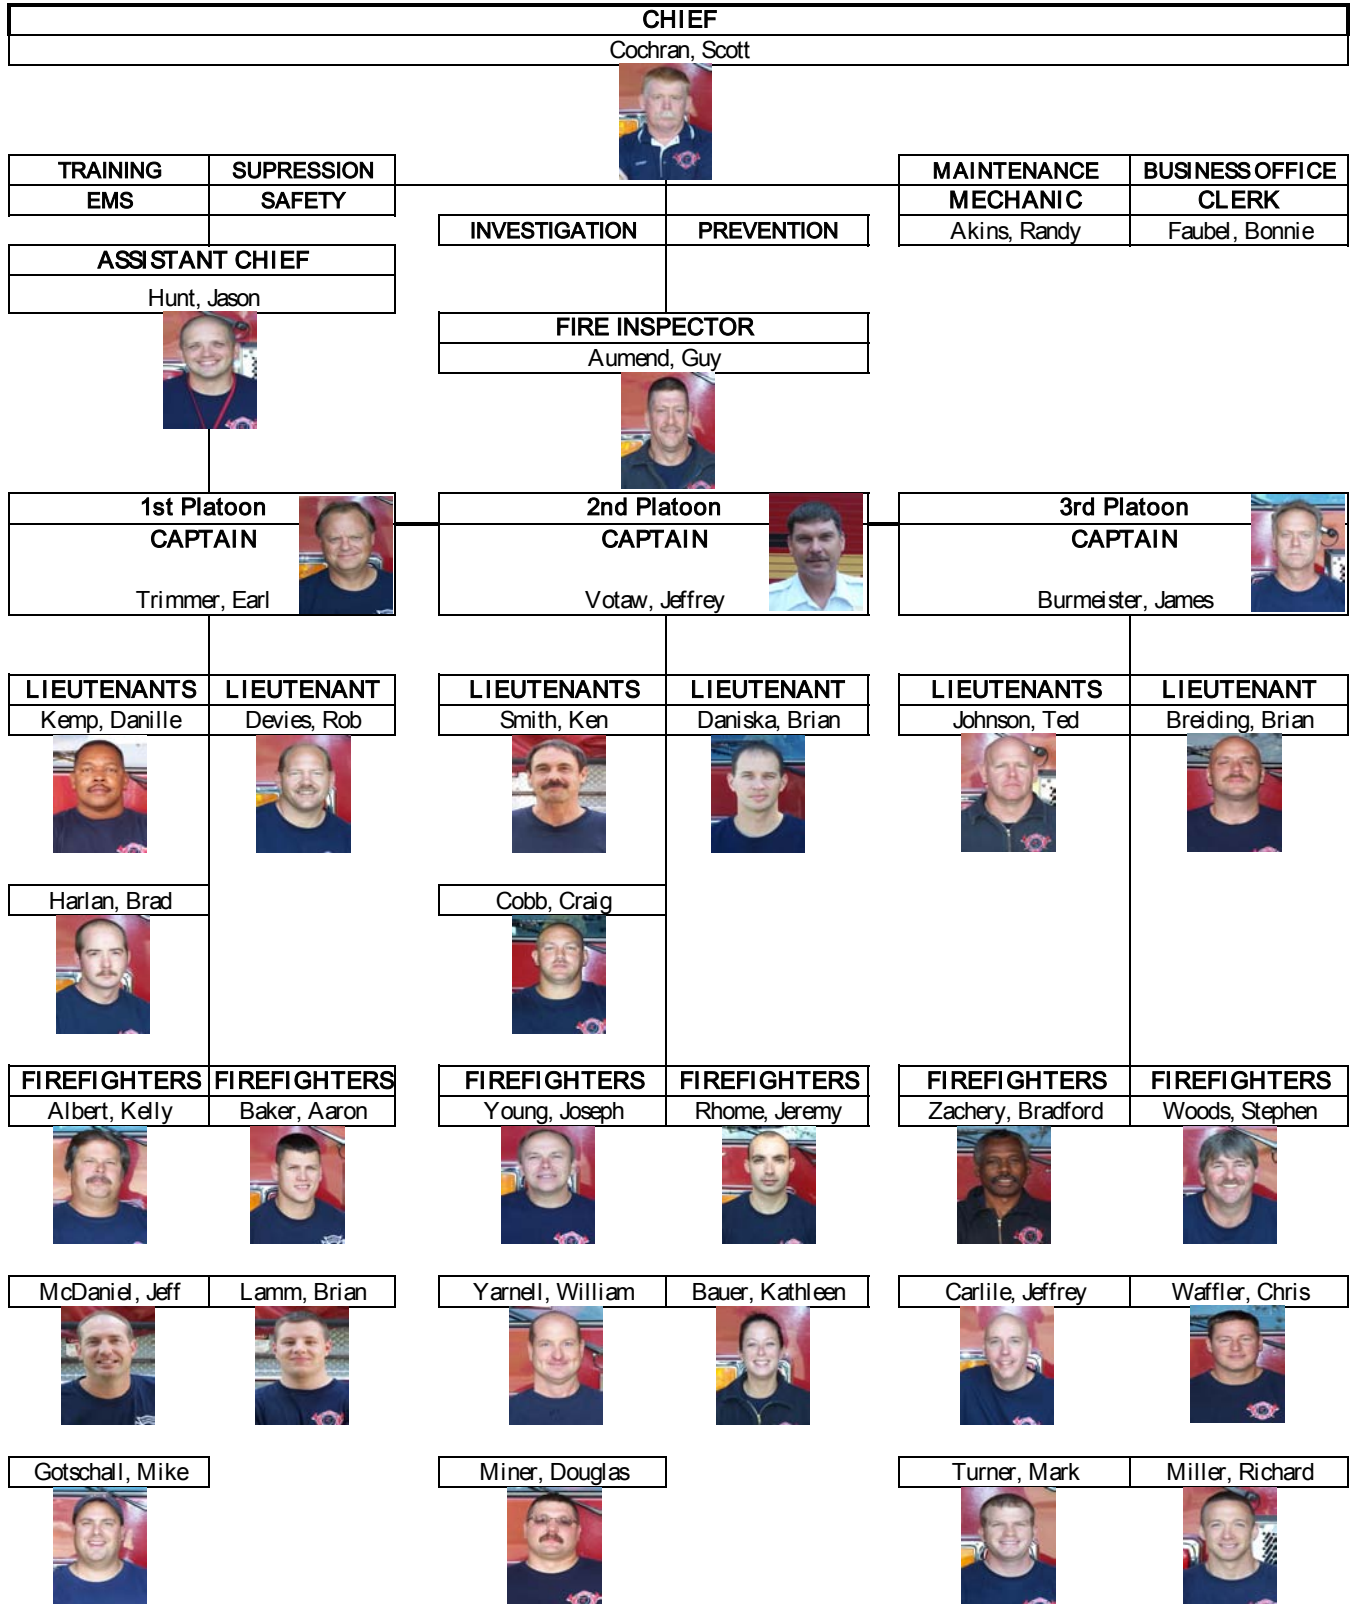 CHIEF
Cochran, Scott
TRAINING SUPRESSION
EMS SAFETY
MAINTENANCE BUSINESS OFFICE
MECHANIC CLERK
Akins, Randy Faubel, Bonnie
INVESTIGATION PREVENTION
ASSISTANT CHIEF
Hunt, Jason
FIRE INSPECTOR
Aumend, Guy
1st Platoon
CAPTAIN
Trimmer, Earl
2nd Platoon
CAPTAIN
Votaw, Jeffrey
3rd Platoon
CAPTAIN
Burmeister, James
LIEUTENANTS LIEUTENANT LIEUTENANTS LIEUTENANT LIEUTENANTS LIEUTENANT
Kemp, Danille Devies, Rob Smith, Ken Daniska, Brian Johnson, Ted Breiding, Brian
Harlan, Brad Cobb, Craig
FIREFIGHTERS FIREFIGHTERS FIREFIGHTERS FIREFIGHTERS FIREFIGHTERS FIREFIGHTERS
Albert, Kelly Baker, Aaron Young, Joseph Rhome, Jeremy Zachery, Bradford Woods, Stephen
McDaniel, Jeff Lamm, Brian Yarnell, William Bauer, Kathleen Carlile, Jeffrey Waffler, Chris
Gotschall, Mike Miner, Douglas Turner, Mark Miller, Richard